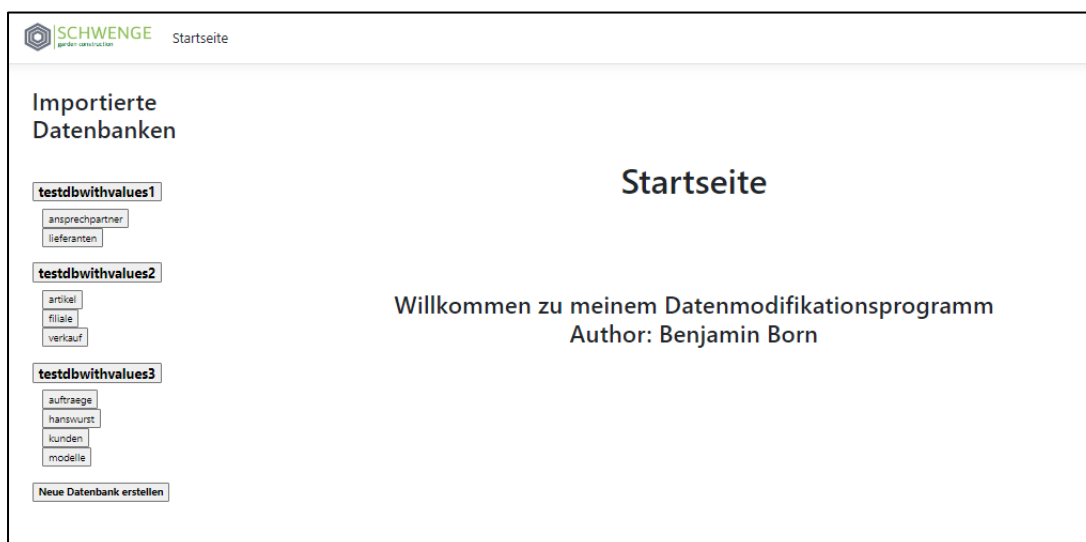 SCHWENGE
garden construction
Startseite
Importierte
Datenbanken
testdbwithvalues1
ansprechpartner
lieferanten
testdbwithvalues2
artikel
filiale
verkauf
testdbwithvalues3
auftraege
hanswurst
kunden
modelle
Neue Datenbank erstellen
Startseite
Willkommen zu meinem Datenmodifikationsprogramm
Author: Benjamin Born